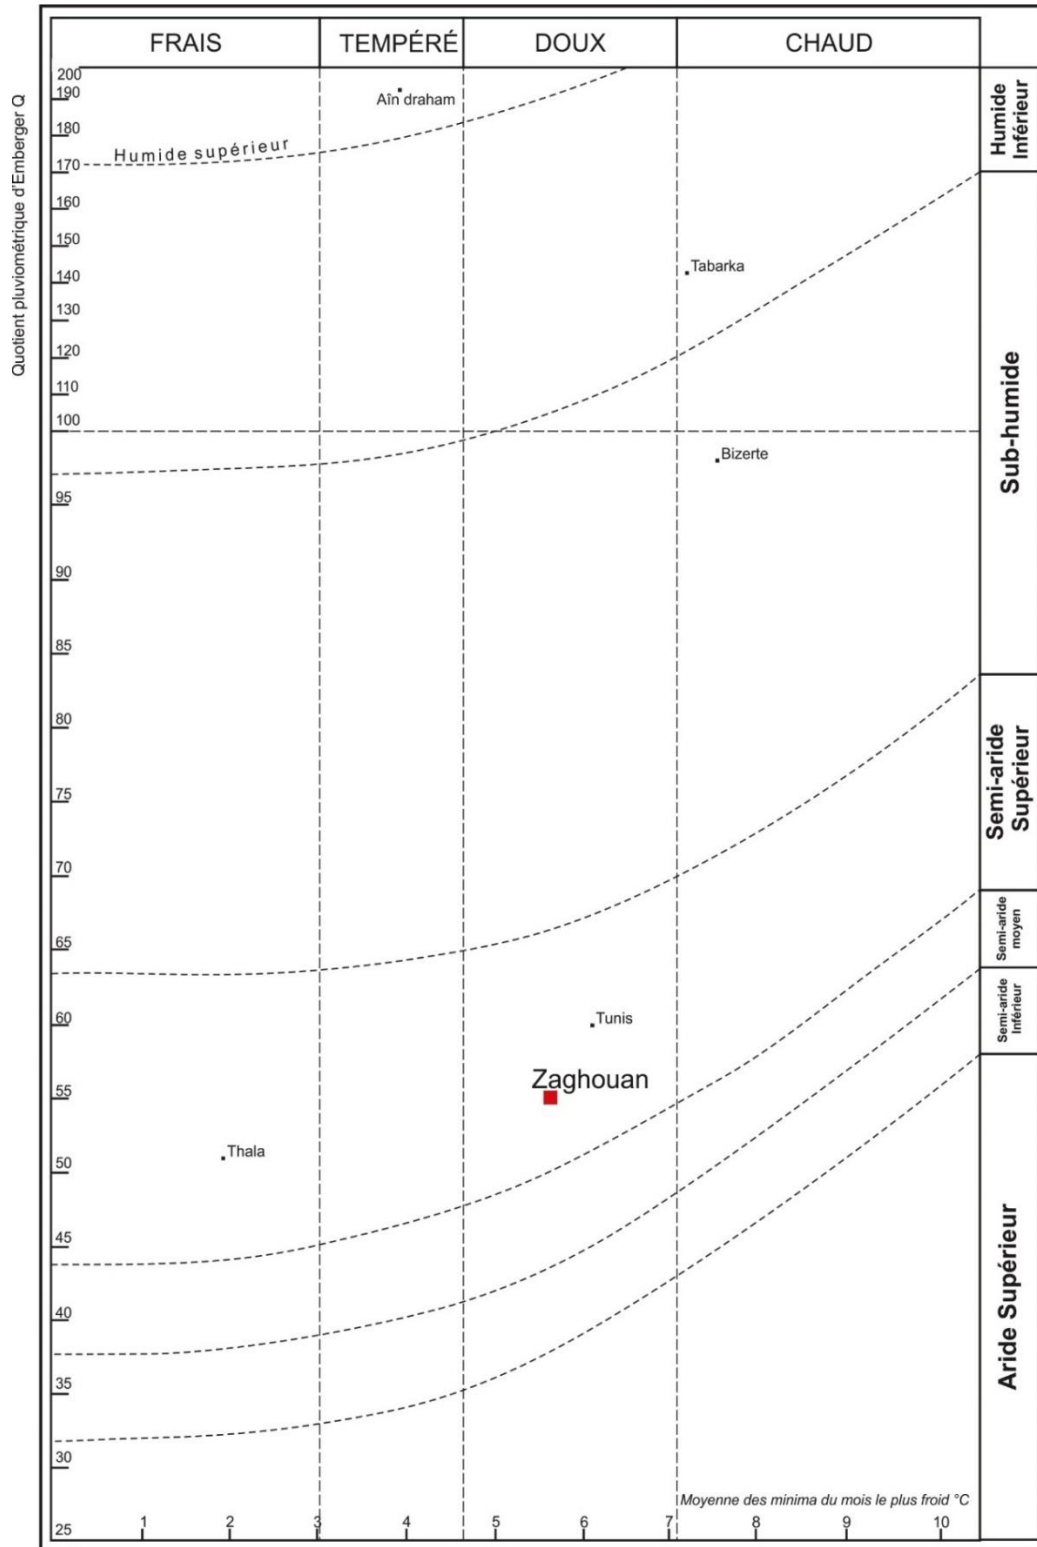 FRAIS TEMPÉRÉ DOUX CHAUD
Quotient pluviométrique d'Emberger Q
200
190
180
170
160
150
140
130
120
110
100
95
90
85
80
75
70
65
60
55
50
45
40
35
30
25
Aîn draham
Humide supérieur
Tabarka
Bizerte
Tunis
Zaghouan
Thala
Humide
Inférieur
Sub-humide
Semi-aride
Supérieur
Semi-aride
moyen
Semi-aride
Inférieur
Aride Supérieur
Moyenne des minima du mois le plus froid °C
1 2 3 4 5 6 7 8 9 10